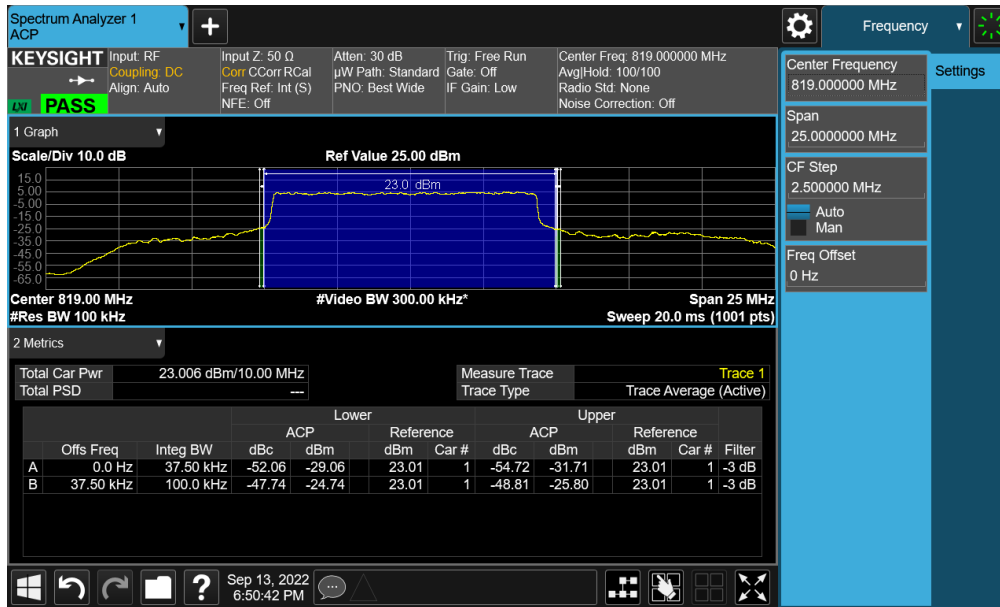 Spectrum Analyzer 1
ACP
Frequency
KEYSIGHT
LXI PASS
Input: RF
Coupling: DC
Align: Auto
Input Z: 50 Ω
Corr CCorr RCal
Freq Ref: Int (S)
NFE: Off
Atten: 30 dB
µW Path: Standard
PNO: Best Wide
Trig: Free Run
Gate: Off
IF Gain: Low
Center Freq: 819.000000 MHz
Avg|Hold: 100/100
Radio Std: None
Noise Correction: Off
Center Frequency
819.000000 MHz
Settings
Span
25.0000000 MHz
CF Step
2.500000 MHz
Auto
Man
Freq Offset
0 Hz
1 Graph
Scale/Div 10.0 dB
Ref Value 25.00 dBm
15.0
5.00
-5.00
-15.0
-25.0
-35.0
-45.0
-55.0
-65.0
23.0 dBm
Center 819.00 MHz
#Video BW 300.00 kHz*
Span 25 MHz
#Res BW 100 kHz
Sweep 20.0 ms (1001 pts)
2 Metrics
Total Car Pwr 23.006 dBm/10.00 MHz
Total PSD ---
Measure Trace Trace 1
Trace Type Trace Average (Active)
Lower Upper
ACP Reference ACP Reference
Offs Freq Integ BW dBc dBm dBm Car # dBc dBm dBm Car # Filter
A 0.0 Hz 37.50 kHz -52.06 -29.06 23.01 1 -54.72 -31.71 23.01 1 -3 dB
B 37.50 kHz 100.0 kHz -47.74 -24.74 23.01 1 -48.81 -25.80 23.01 1 -3 dB
?
Sep 13, 2022
6:50:42 PM